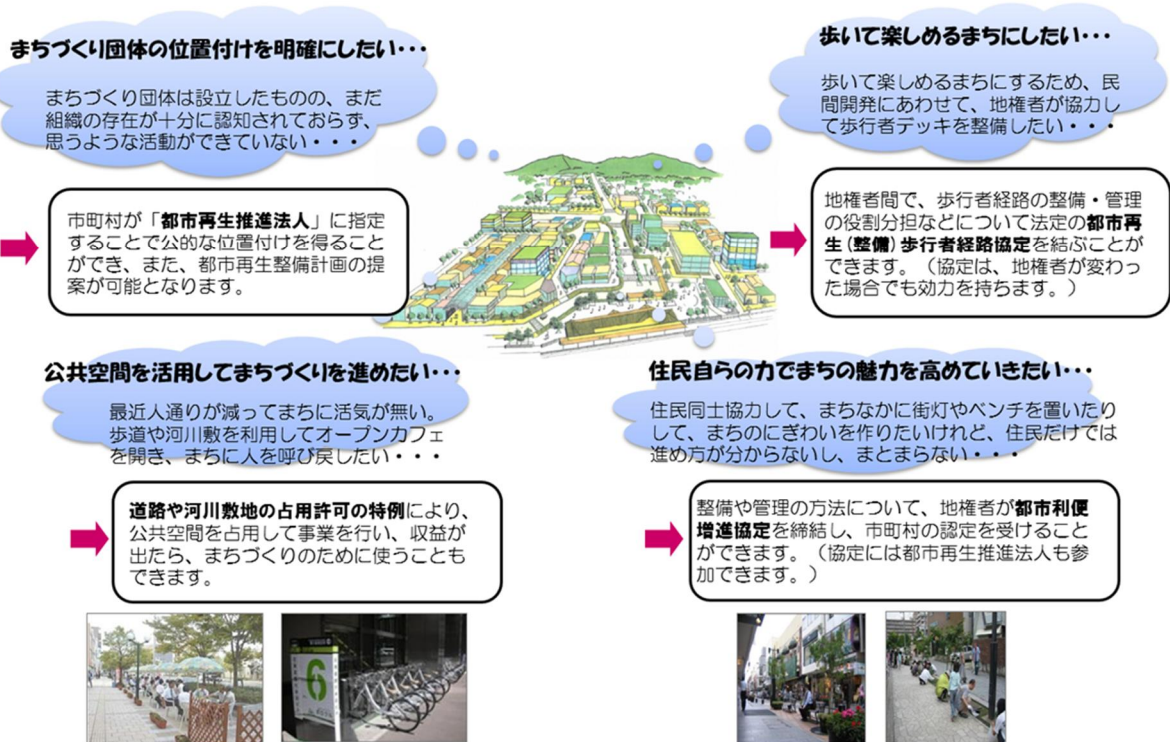 まちづくり団体の位置付けを明確にしたい・・・
まちづくり団体は設立したものの、まだ
組織の存在が十分に認知されておらず、
思うような活動ができていない・・・
市町村が「都市再生推進法人」に指定
することで公的な位置付けを得ること
ができ、また、都市再生整備計画の提
案が可能となります。
歩いて楽しめるまちにしたい・・・
歩いて楽しめるまちにするため、民
間開発にあわせて、地権者が協力し
て歩行者デッキを整備したい・・・
地権者間で、歩行者経路の整備・管理
の役割分担などについて法定の都市再
生(整備)歩行者経路協定を結ぶことが
できます。（協定は、地権者が変わっ
た場合でも効力を持ちます。）
公共空間を活用してまちづくりを進めたい・・・
最近人通りが減ってまちに活気が無い。
歩道や河川敷を利用してオープンカフェ
を開き、まちに人を呼び戻したい・・・
道路や河川敷地の占用許可の特例により、
公共空間を占用して事業を行い、収益が
出たら、まちづくりのために使うことも
できます。
6
住民自らの力でまちの魅力を高めていきたい・・・
住民同士協力して、まちなかに街灯やベンチを置いたり
して、まちのにぎわいを作りたいけれど、住民だけでは
進め方が分からないし、まとまらない・・・
整備や管理の方法について、地権者が都市利便
増進協定を締結し、市町村の認定を受けること
ができます。（協定には都市再生推進法人も参
加できます。）